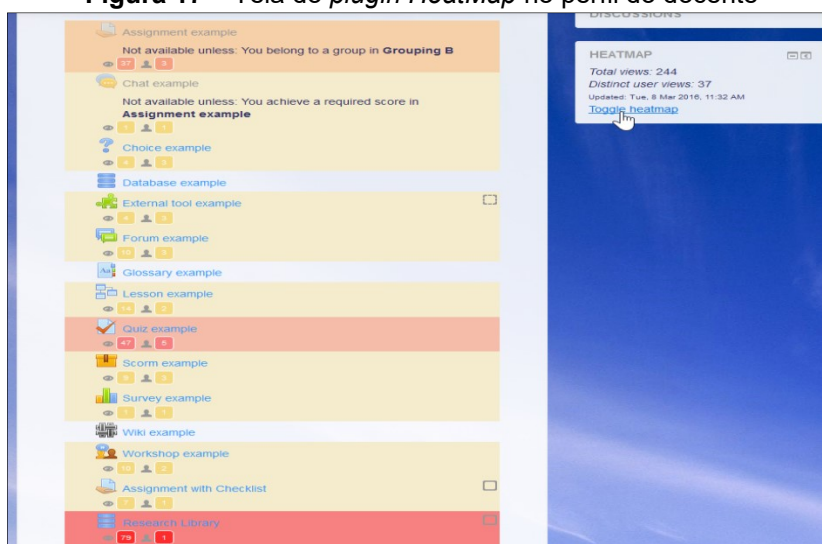 Tela do plugin HeatMap no perfil do docente
DISCUSSIONS
Assignment example
Not available unless: You belong to a group in Grouping B
37 3
Chat example
Not available unless: You achieve a required score in
Assignment example
Choice example
Database example
External tool example
Forum example
Glossary example
Lesson example
Quiz example
47 5
Scorm example
Survey example
1 1
Wiki example
Workshop example
Assignment with Checklist
Research Library
79 1
HEATMAP
Total views: 244
Distinct user views: 37
Updated: Tue, 8 Mar 2016, 11:32 AM
Toggle heatmap